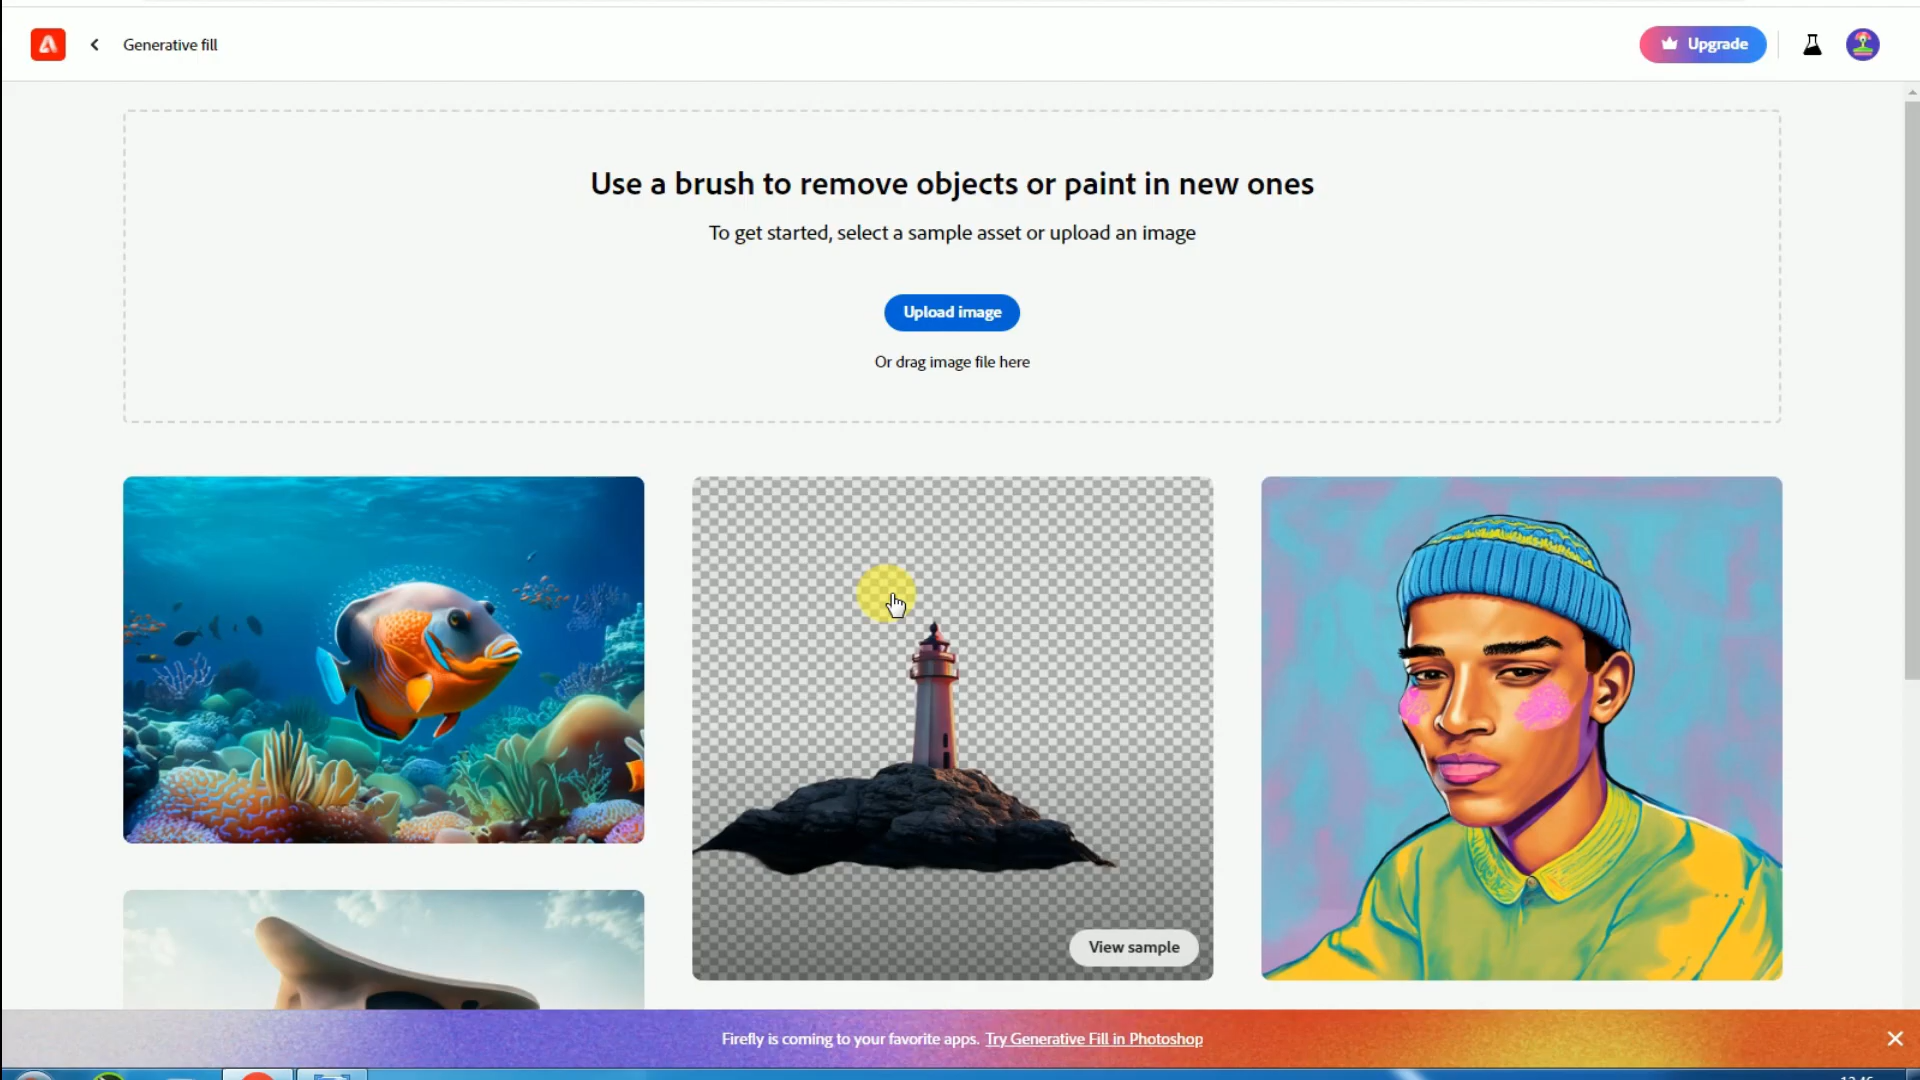 Generative fill
Upgrade
Use a brush to remove objects or paint in new ones
To get started, select a sample asset or upload an image
Upload image
Or drag image file here
View sample
Firefly is coming to your favorite apps. Try Generative Fill in Photoshop